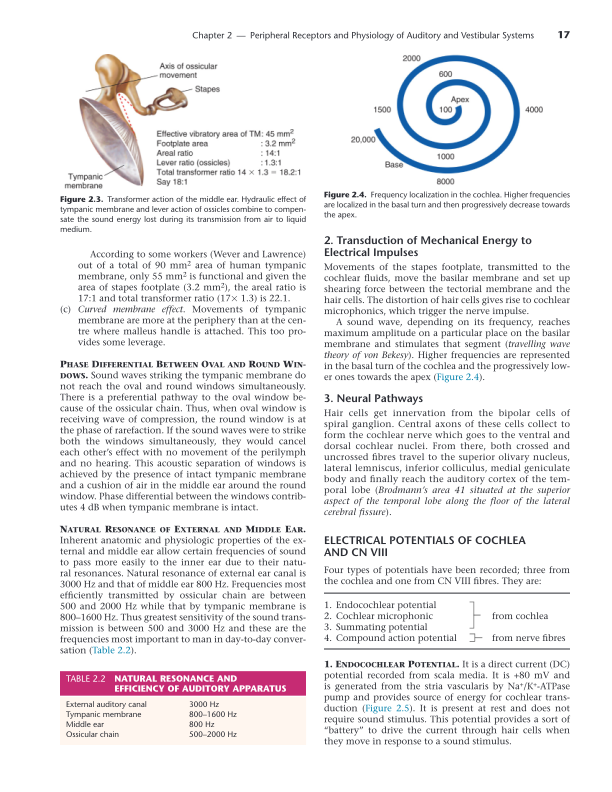 Chapter 2 — Peripheral Receptors and Physiology of Auditory and Vestibular Systems 17
Axis of ossicular
movement
Stapes
Effective vibratory area of TM: 45 mm²
Footplate area : 3.2 mm²
Areal ratio : 14:1
Lever ratio (ossicles) : 1.3:1
Total transformer ratio 14 × 1.3 = 18.2:1
Say 18:1
Tympanic
membrane
Figure 2.3. Transformer action of the middle ear. Hydraulic effect of
tympanic membrane and lever action of ossicles combine to compen-
sate the sound energy lost during its transmission from air to liquid
medium.
According to some workers (Wever and Lawrence)
out of a total of 90 mm² area of human tympanic
membrane, only 55 mm² is functional and given the
area of stapes footplate (3.2 mm²), the areal ratio is
17:1 and total transformer ratio (17× 1.3) is 22.1.
(c) Curved membrane effect. Movements of tympanic
membrane are more at the periphery than at the cen-
tre where malleus handle is attached. This too pro-
vides some leverage.
PHASE DIFFERENTIAL BETWEEN OVAL AND ROUND WIN-
DOWS. Sound waves striking the tympanic membrane do
not reach the oval and round windows simultaneously.
There is a preferential pathway to the oval window be-
cause of the ossicular chain. Thus, when oval window is
receiving wave of compression, the round window is at
the phase of rarefaction. If the sound waves were to strike
both the windows simultaneously, they would cancel
each other's effect with no movement of the perilymph
and no hearing. This acoustic separation of windows is
achieved by the presence of intact tympanic membrane
and a cushion of air in the middle ear around the round
window. Phase differential between the windows contrib-
utes 4 dB when tympanic membrane is intact.
NATURAL RESONANCE OF EXTERNAL AND MIDDLE EAR.
Inherent anatomic and physiologic properties of the ex-
ternal and middle ear allow certain frequencies of sound
to pass more easily to the inner ear due to their natu-
ral resonances. Natural resonance of external ear canal is
3000 Hz and that of middle ear 800 Hz. Frequencies most
efficiently transmitted by ossicular chain are between
500 and 2000 Hz while that by tympanic membrane is
800–1600 Hz. Thus greatest sensitivity of the sound trans-
mission is between 500 and 3000 Hz and these are the
frequencies most important to man in day-to-day conver-
sation (Table 2.2).
TABLE 2.2 NATURAL RESONANCE AND
EFFICIENCY OF AUDITORY APPARATUS
External auditory canal 3000 Hz
Tympanic membrane 800–1600 Hz
Middle ear 800 Hz
Ossicular chain 500–2000 Hz
2000
600
Apex
1500
100
4000
20,000
1000
Base
8000
Figure 2.4. Frequency localization in the cochlea. Higher frequencies
are localized in the basal turn and then progressively decrease towards
the apex.
2. Transduction of Mechanical Energy to
Electrical Impulses
Movements of the stapes footplate, transmitted to the
cochlear fluids, move the basilar membrane and set up
shearing force between the tectorial membrane and the
hair cells. The distortion of hair cells gives rise to cochlear
microphonics, which trigger the nerve impulse.
A sound wave, depending on its frequency, reaches
maximum amplitude on a particular place on the basilar
membrane and stimulates that segment (travelling wave
theory of von Bekesy). Higher frequencies are represented
in the basal turn of the cochlea and the progressively low-
er ones towards the apex (Figure 2.4).
3. Neural Pathways
Hair cells get innervation from the bipolar cells of
spiral ganglion. Central axons of these cells collect to
form the cochlear nerve which goes to the ventral and
dorsal cochlear nuclei. From there, both crossed and
uncrossed fibres travel to the superior olivary nucleus,
lateral lemniscus, inferior colliculus, medial geniculate
body and finally reach the auditory cortex of the tem-
poral lobe (Brodmann's area 41 situated at the superior
aspect of the temporal lobe along the floor of the lateral
cerebral fissure).
ELECTRICAL POTENTIALS OF COCHLEA
AND CN VIII
Four types of potentials have been recorded; three from
the cochlea and one from CN VIII fibres. They are:
1. Endocochlear potential
2. Cochlear microphonic from cochlea
3. Summating potential
4. Compound action potential from nerve fibres
1. ENDOCOCHLEAR POTENTIAL. It is a direct current (DC)
potential recorded from scala media. It is +80 mV and
is generated from the stria vascularis by Na⁺/K⁺-ATPase
pump and provides source of energy for cochlear trans-
duction (Figure 2.5). It is present at rest and does not
require sound stimulus. This potential provides a sort of
"battery" to drive the current through hair cells when
they move in response to a sound stimulus.